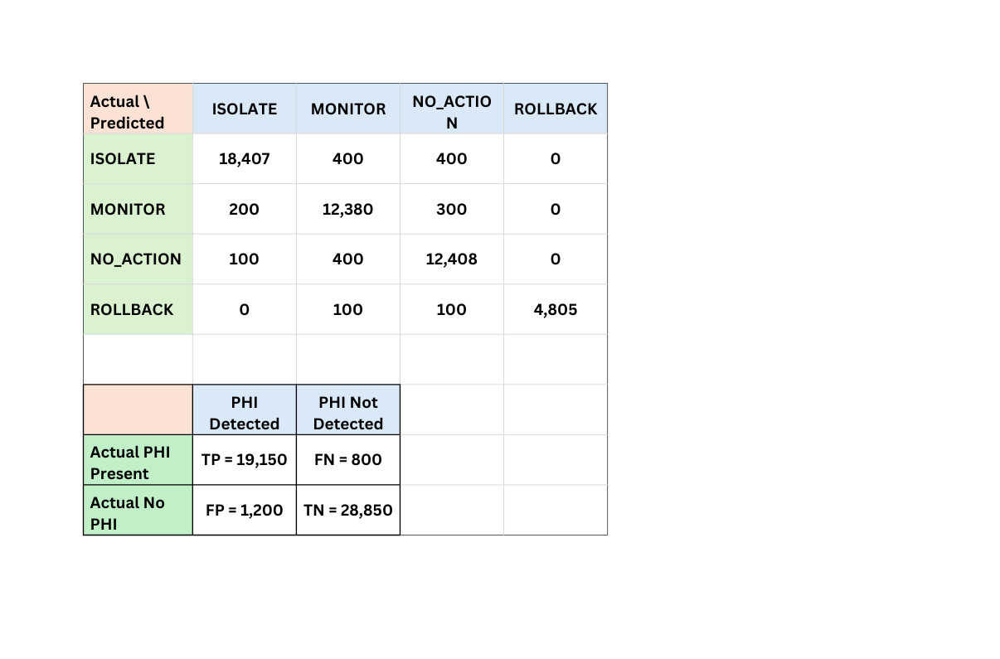 Actual \
Predicted
ISOLATE
MONITOR
NO_ACTIO
N
ROLLBACK
ISOLATE
18,407
400
400
0
MONITOR
200
12,380
300
0
NO_ACTION
100
400
12,408
0
ROLLBACK
0
100
100
4,805
PHI
Detected
PHI Not
Detected
Actual PHI
Present
TP = 19,150
FN = 800
Actual No
PHI
FP = 1,200
TN = 28,850